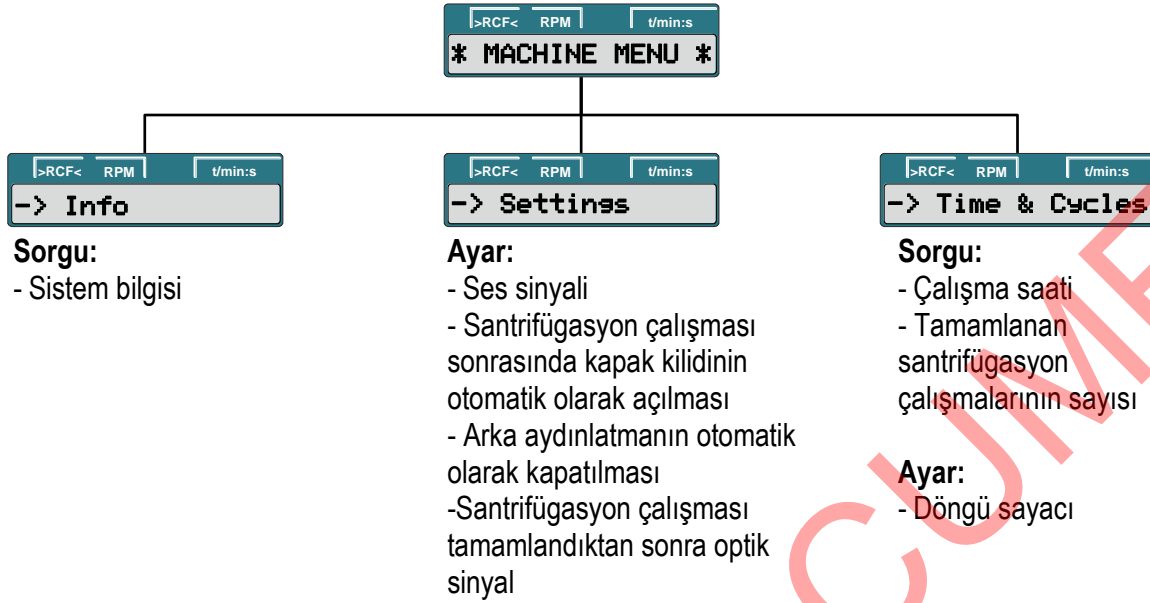 >RCF< RPM t/min:s
* MACHINE MENU *
>RCF< RPM t/min:s
-> Info
Sorgu:
- Sistem bilgisi
>RCF< RPM t/min:s
-> Settings
Ayar:
- Ses sinyali
- Santrifügasyon çalışması
sonrasında kapak kilidinin
otomatik olarak açılması
- Arka aydınlatmanın otomatik
olarak kapatılması
-Santrifügasyon çalışması
tamamlandıktan sonra optik
sinyal
>RCF< RPM t/min:s
-> Time & Cycles
Sorgu:
- Çalışma saati
- Tamamlanan
santrifügasyon
çalışmalarının sayısı
Ayar:
- Döngü sayacı